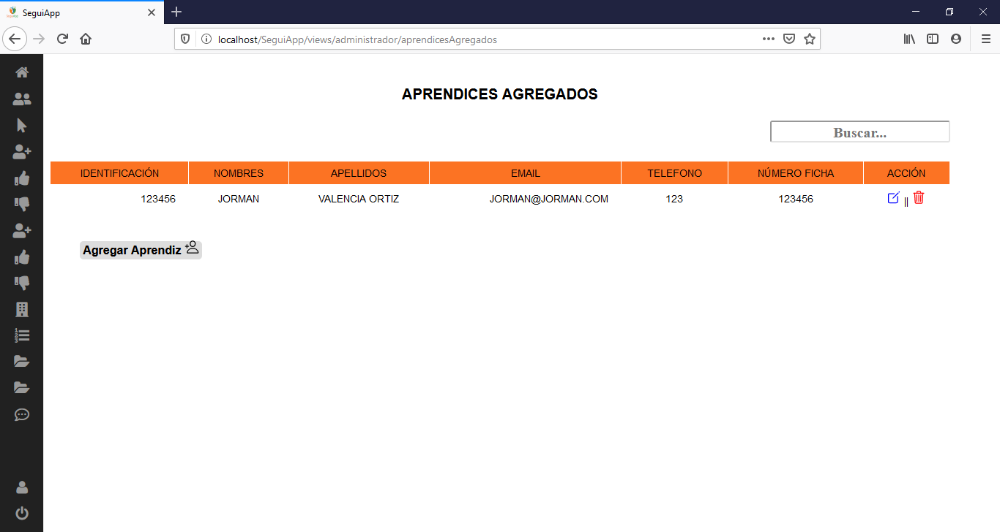 SeguiApp
localhost/SeguiApp/views/administrador/aprendicesAgregados
APRENDICES AGREGADOS
Buscar...
IDENTIFICACIÓN NOMBRES APELLIDOS EMAIL TELEFONO NÚMERO FICHA ACCIÓN
123456 JORMAN VALENCIA ORTIZ JORMAN@JORMAN.COM 123 123456 ||
Agregar Aprendiz